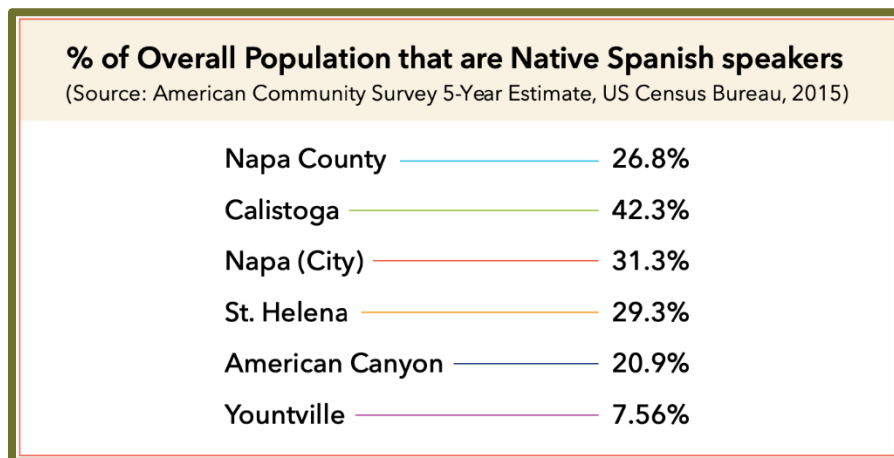 % of Overall Population that are Native Spanish speakers
(Source: American Community Survey 5-Year Estimate, US Census Bureau, 2015)
Napa County 26.8%
Calistoga 42.3%
Napa (City) 31.3%
St. Helena 29.3%
American Canyon 20.9%
Yountville 7.56%